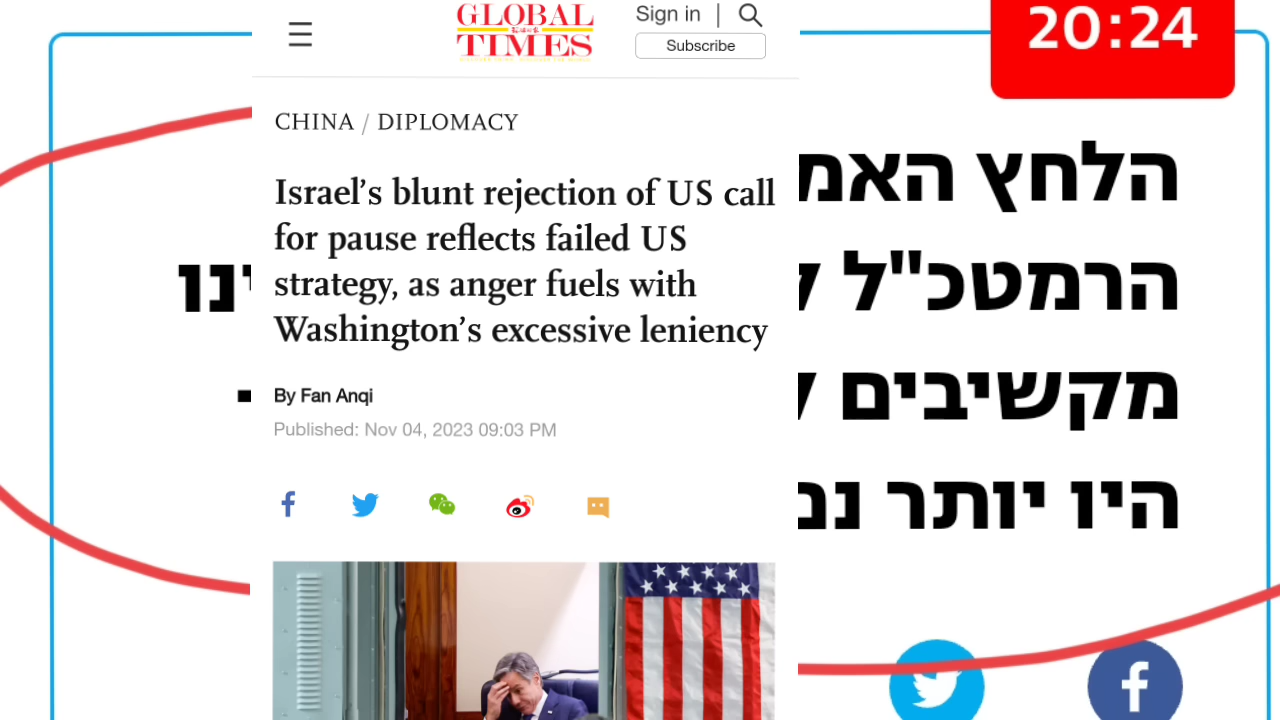 GLOBAL
TIMES
Sign in
Subscribe
20:24
CHINA / DIPLOMACY
Israel’s blunt rejection of US call
for pause reflects failed US
strategy, as anger fuels with
Washington’s excessive leniency
By Fan Anqi
Published: Nov 04, 2023 09:03 PM
הלחץ
הרמטכ"ל
מקשיבים
היו יותר